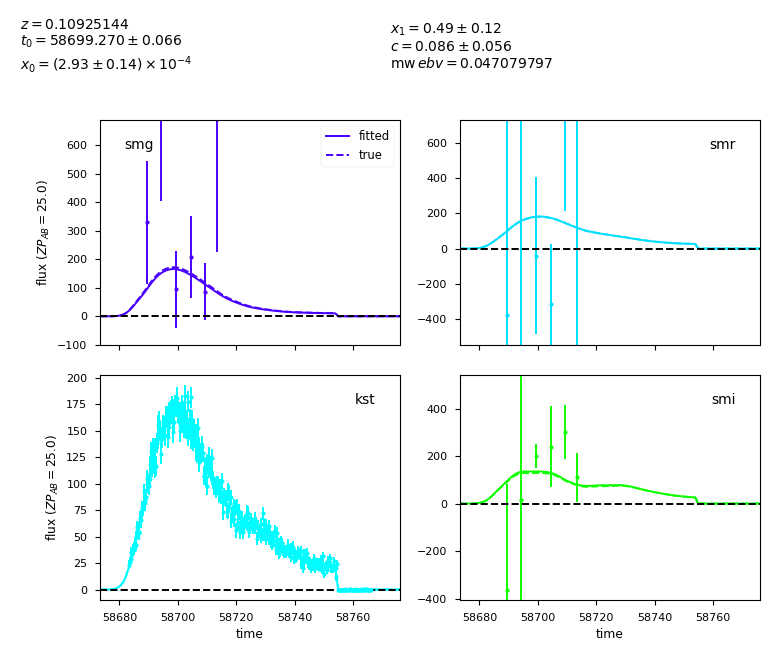 z = 0.10925144
t0 = 58699.270 ± 0.066
x0 = (2.93 ± 0.14) × 10^−4
x1 = 0.49 ± 0.12
c = 0.086 ± 0.056
mw ebv = 0.047079797
smg
fitted
true
600
500
400
300
200
100
0
−100
flux (ZP_AB = 25.0)
smr
600
400
200
0
−200
−400
kst
200
175
150
125
100
75
50
25
0
flux (ZP_AB = 25.0)
58680 58700 58720 58740 58760
time
smi
400
200
0
−200
−400
58680 58700 58720 58740 58760
time